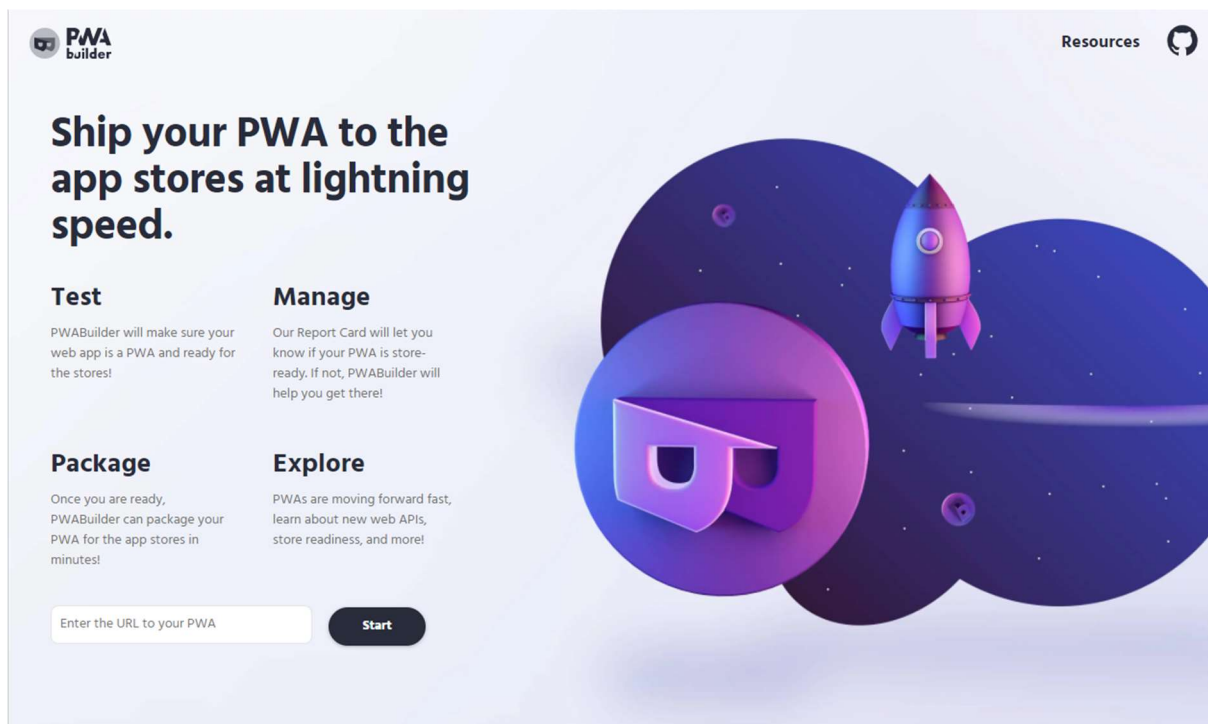 PWA
builder
Resources
Ship your PWA to the
app stores at lightning
speed.
Test
PWABuilder will make sure your
web app is a PWA and ready for
the stores!
Manage
Our Report Card will let you
know if your PWA is store-
ready. If not, PWABuilder will
help you get there!
Package
Once you are ready,
PWABuilder can package your
PWA for the app stores in
minutes!
Explore
PWAs are moving forward fast,
learn about new web APIs,
store readiness, and more!
Enter the URL to your PWA
Start